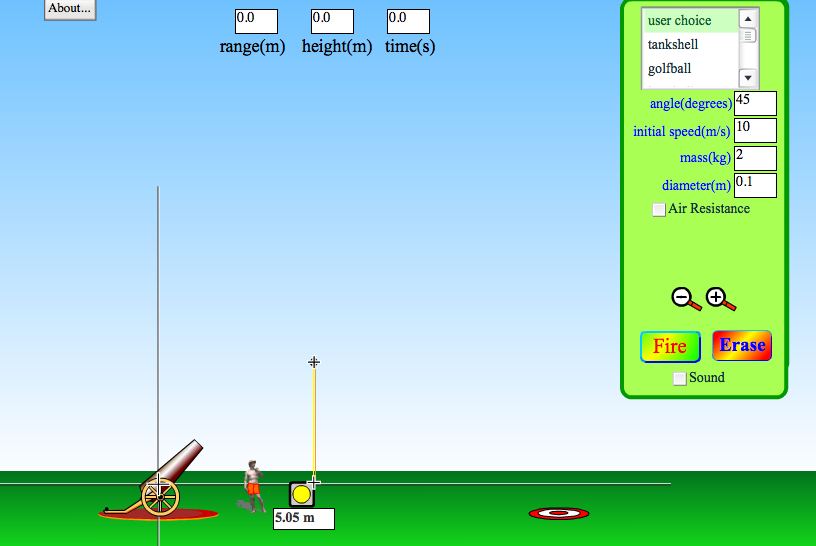 About...
0.0 0.0 0.0
range(m) height(m) time(s)
user choice
tankshell
golfball
angle(degrees) 45
initial speed(m/s) 10
mass(kg) 2
diameter(m) 0.1
Air Resistance
Fire Erase
Sound
5.05 m